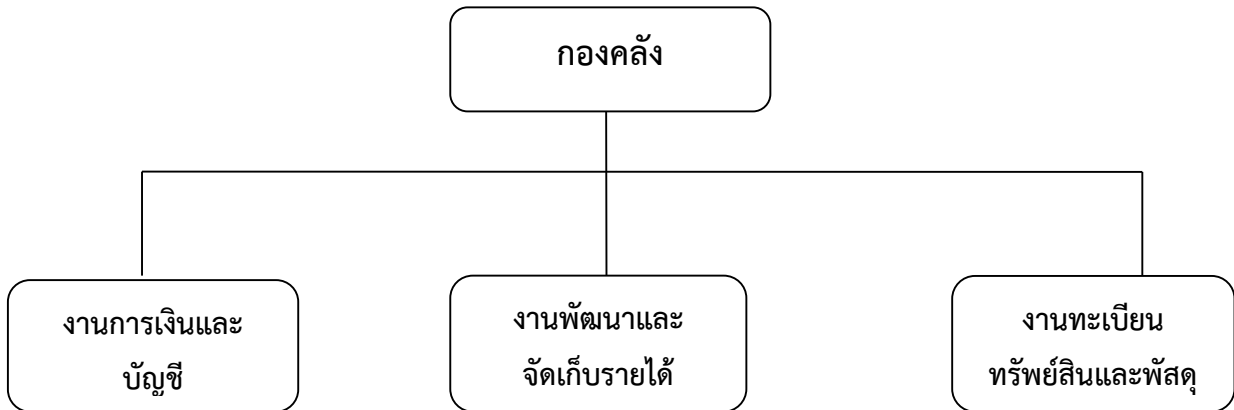 กองคลัง
งานการเงินและ
บัญชี
งานพัฒนาและ
จัดเก็บรายได้
งานทะเบียน
ทรัพย์สินและพัสดุ